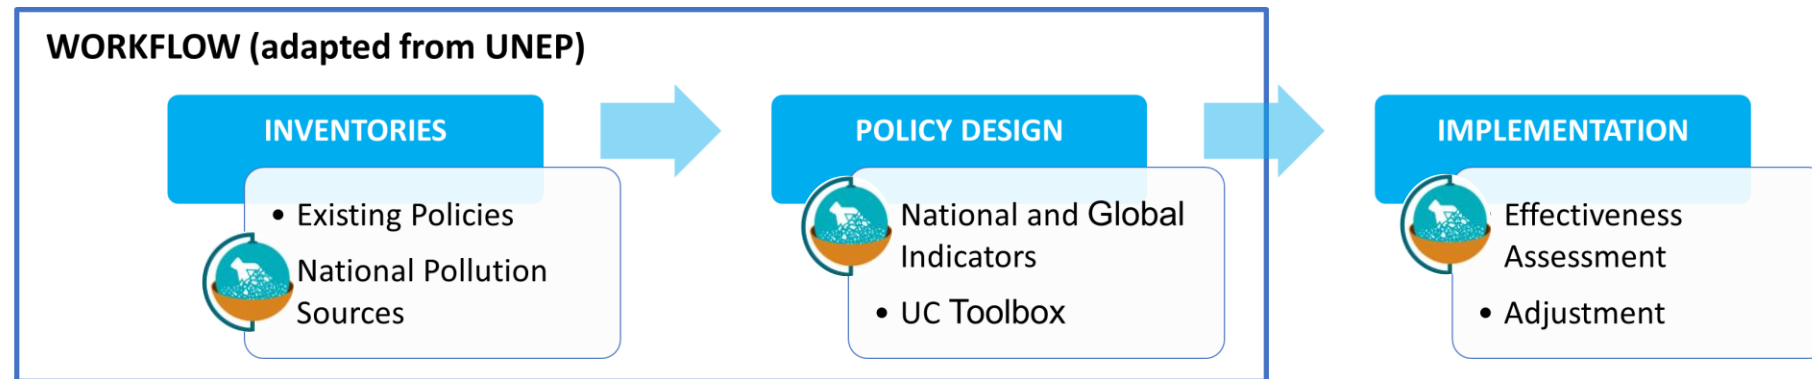 WORKFLOW (adapted from UNEP)
INVENTORIES
• Existing Policies
National Pollution
Sources
POLICY DESIGN
National and Global
Indicators
• UC Toolbox
IMPLEMENTATION
Effectiveness
Assessment
• Adjustment